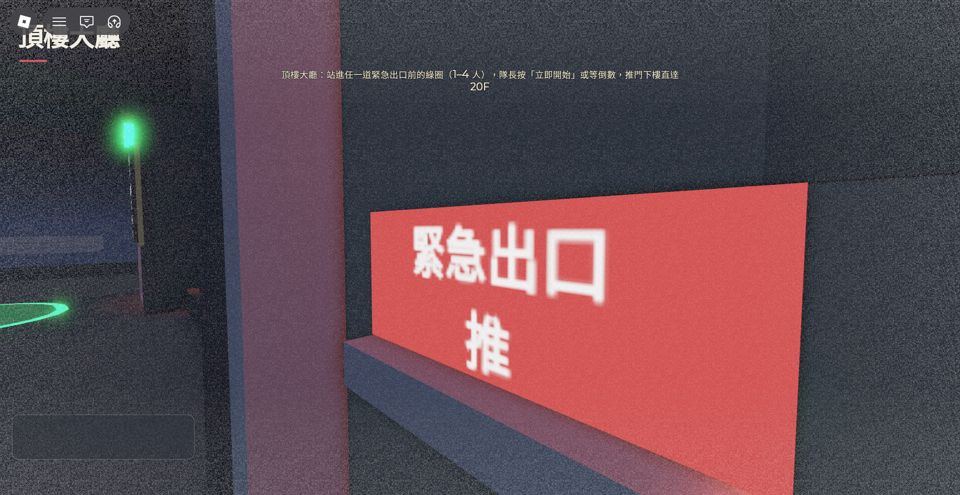 頂樓大廳
頂樓大廳：站進任一道緊急出口前的綠圈（1–4 人），隊長按「立即開始」或等倒數，推門下樓直達
20F
緊急出口
推